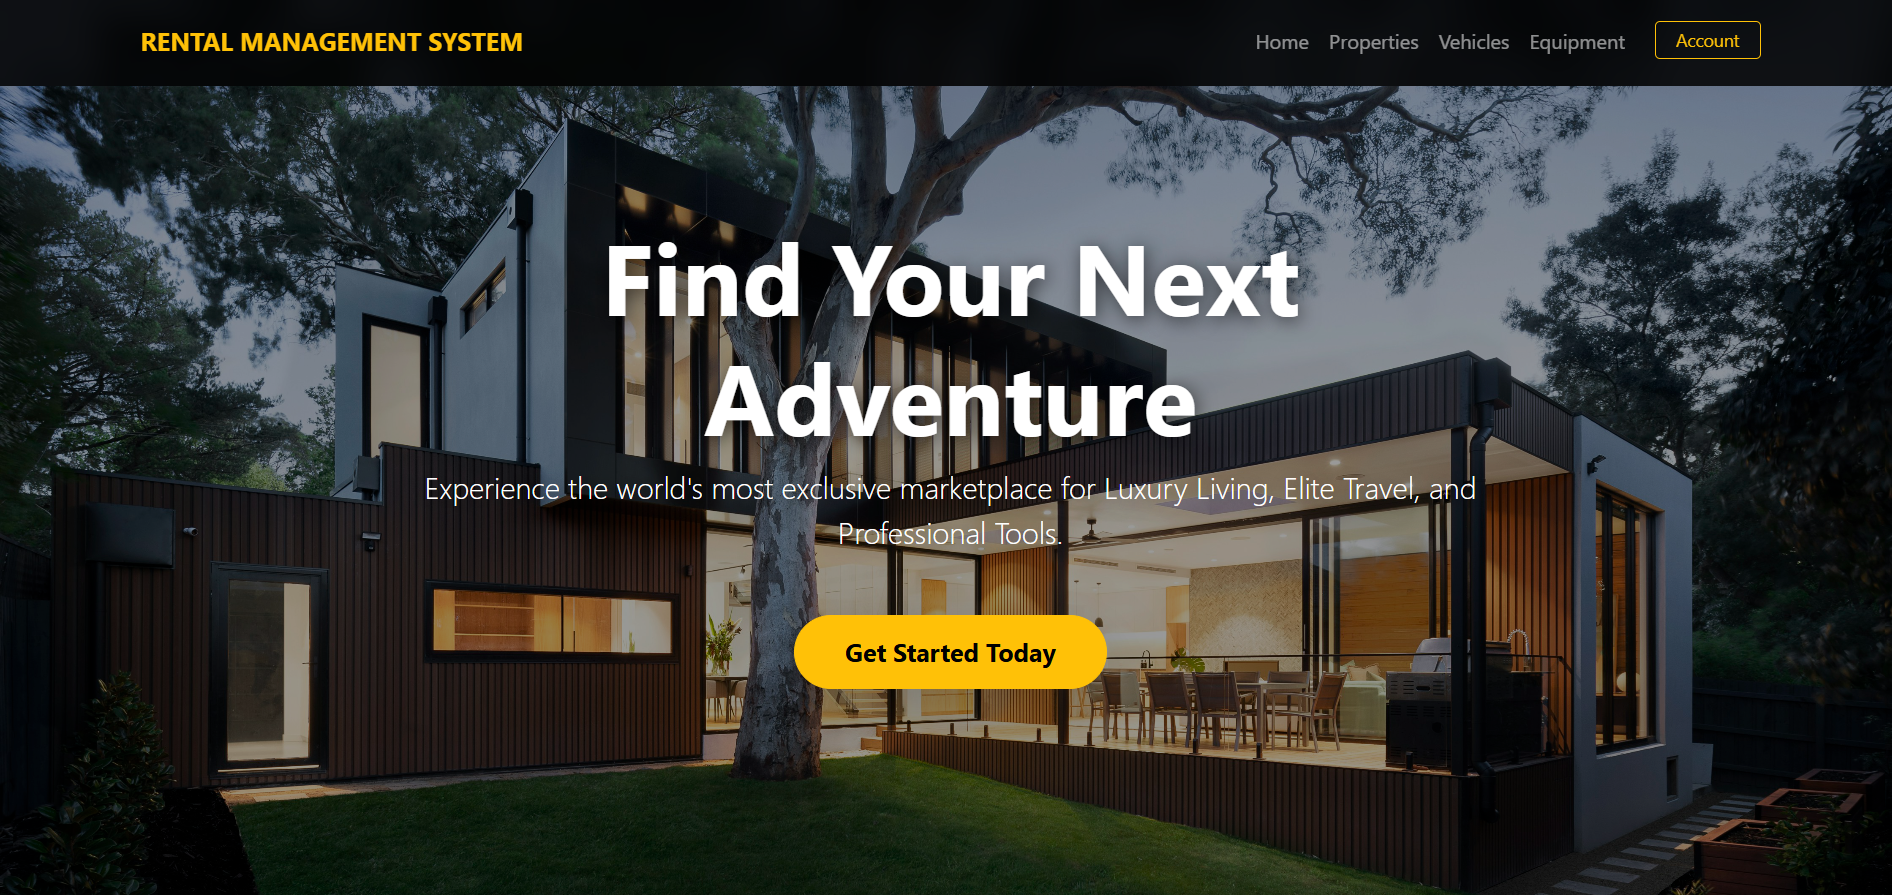 RENTAL MANAGEMENT SYSTEM
Home Properties Vehicles Equipment Account
Find Your Next
Adventure
Experience the world's most exclusive marketplace for Luxury Living, Elite Travel, and
Professional Tools.
Get Started Today